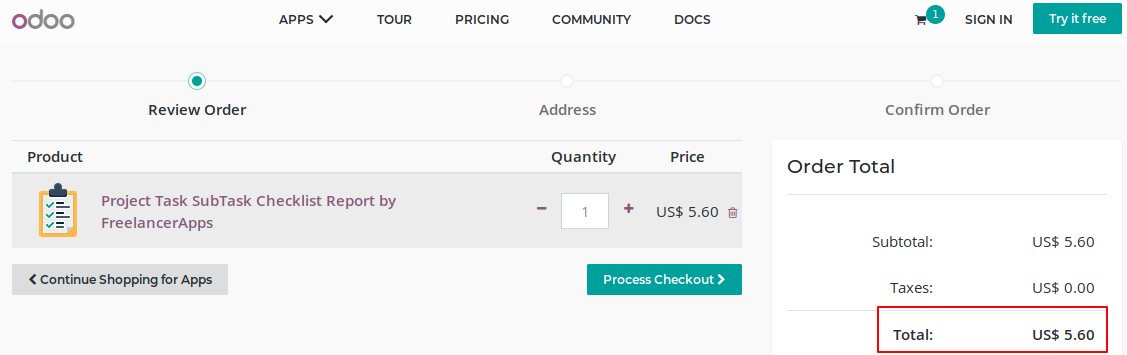 odoo
APPS
TOUR
PRICING
COMMUNITY
DOCS
1
SIGN IN
Try it free
Review Order
Address
Confirm Order
Product
Quantity
Price
Project Task SubTask Checklist Report by
FreelancerApps
1
US$ 5.60
Continue Shopping for Apps
Process Checkout
Order Total
Subtotal: US$ 5.60
Taxes: US$ 0.00
Total: US$ 5.60